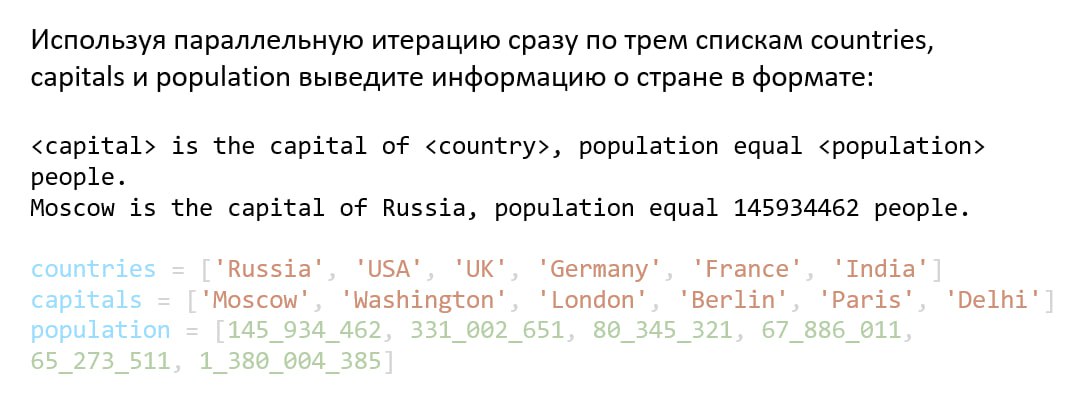 Используя параллельную итерацию сразу по трем спискам countries,
capitals и population выведите информацию о стране в формате:
<capital> is the capital of <country>, population equal <population>
people.
Moscow is the capital of Russia, population equal 145934462 people.
countries = ['Russia', 'USA', 'UK', 'Germany', 'France', 'India']
capitals = ['Moscow', 'Washington', 'London', 'Berlin', 'Paris', 'Delhi']
population = [145_934_462, 331_002_651, 80_345_321, 67_886_011,
65_273_511, 1_380_004_385]